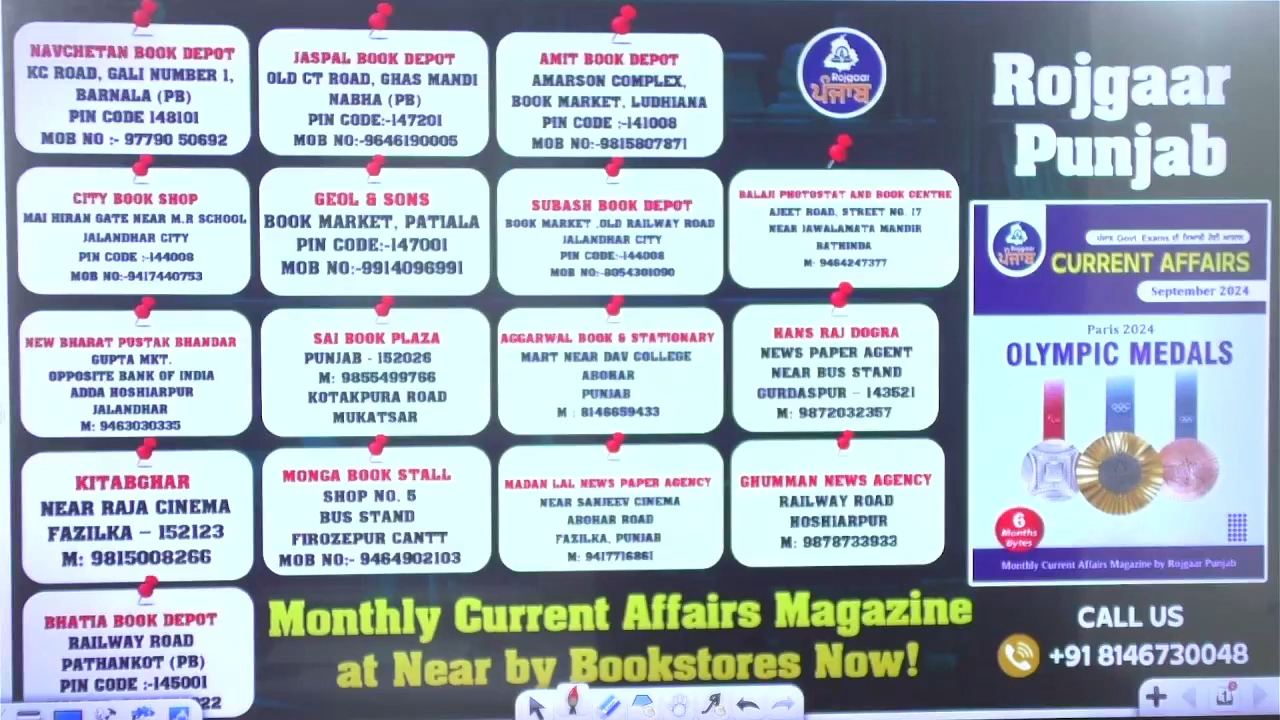 NAVCHETAN BOOK DEPOT
KC ROAD, GALI NUMBER 1,
BARNALA (PB)
PIN CODE 148101
MOB NO :- 97790 50692
JASPAL BOOK DEPOT
OLD CT ROAD, GHAS MANDI
NABHA (PB)
PIN CODE:-147201
MOB NO:-9646190005
AMIT BOOK DEPOT
AMARSON COMPLEX,
BOOK MARKET, LUDHIANA
PIN CODE :-141008
MOB NO:-9815807871
Rojgaar
ਪੰਜਾਬ
Rojgaar
Punjab
CITY BOOK SHOP
MAI HIRAN GATE NEAR M.R SCHOOL
JALANDHAR CITY
PIN CODE :-144008
MOB NO:-9417440753
GEOL & SONS
BOOK MARKET, PATIALA
PIN CODE:-147001
MOB NO:-9914096991
SUBASH BOOK DEPOT
BOOK MARKET ,OLD RAILWAY ROAD
JALANDHAR CITY
PIN CODE:-144008
MOB NO:-8054301090
BALAJI PHOTOSTAT AND BOOK CENTRE
AJEET ROAD, STREET NO. 17
NEAR JAWALAMATA MANDIR
BATHINDA
M: 9464247377
NEW BHARAT PUSTAK BHANDAR
GUPTA MKT.
OPPOSITE BANK OF INDIA
ADDA HOSHIARPUR
JALANDHAR
M: 9463030335
SAI BOOK PLAZA
PUNJAB - 152026
M: 9855499766
KOTAKPURA ROAD
MUKATSAR
AGGARWAL BOOK & STATIONARY
MART NEAR DAV COLLEGE
ABOHAR
PUNJAB
M : 8146659433
HANS RAJ DOGRA
NEWS PAPER AGENT
NEAR BUS STAND
GURDASPUR - 143521
M: 9872032357
KITABGHAR
NEAR RAJA CINEMA
FAZILKA – 152123
M: 9815008266
MONGA BOOK STALL
SHOP NO. 5
BUS STAND
FIROZEPUR CANTT
MOB NO:- 9464902103
MADAN LAL NEWS PAPER AGENCY
NEAR SANJEEV CINEMA
ABOHAR ROAD
FAZILKA, PUNJAB
M: 9417716861
GHUMMAN NEWS AGENCY
RAILWAY ROAD
HOSHIARPUR
M: 9878733933
BHATIA BOOK DEPOT
RAILWAY ROAD
PATHANKOT (PB)
PIN CODE :-145001
22
Rojgaar
ਪੰਜਾਬ
ਪੰਜਾਬ Govt Exams ਦੀ ਤਿਆਰੀ ਲਈ
CURRENT AFFAIRS
September 2024
Paris 2024
OLYMPIC MEDALS
6
Months
Bytes
Monthly Current Affairs Magazine by Rojgaar Punjab
Monthly Current Affairs Magazine
at Near by Bookstores Now!
CALL US
+91 8146730048